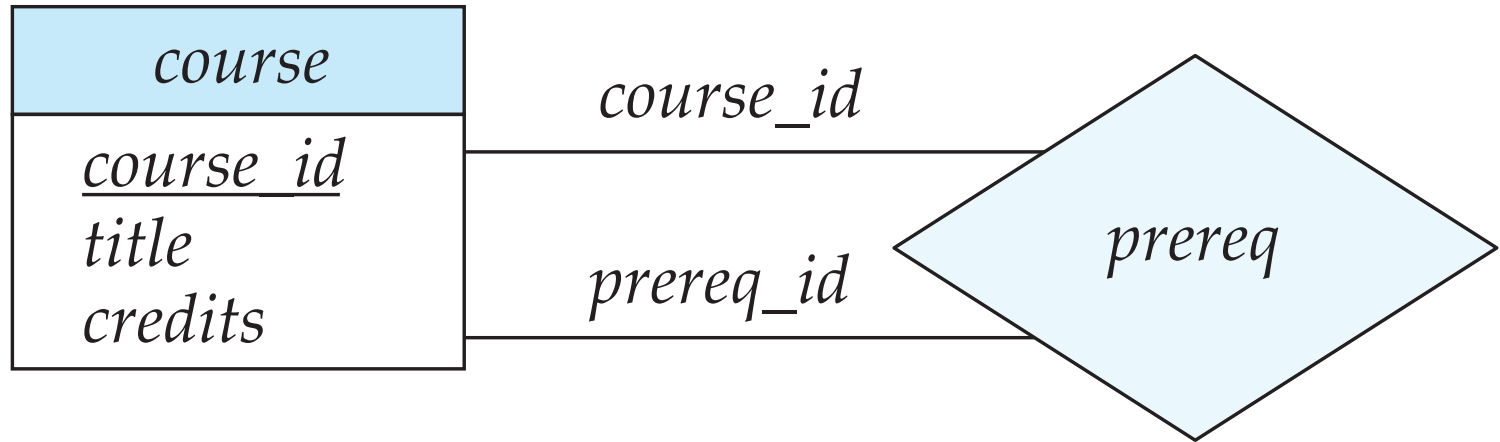 course
course_id
title
credits
course_id
prereq_id
prereq